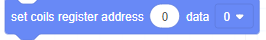 set coils register address 0 data 0